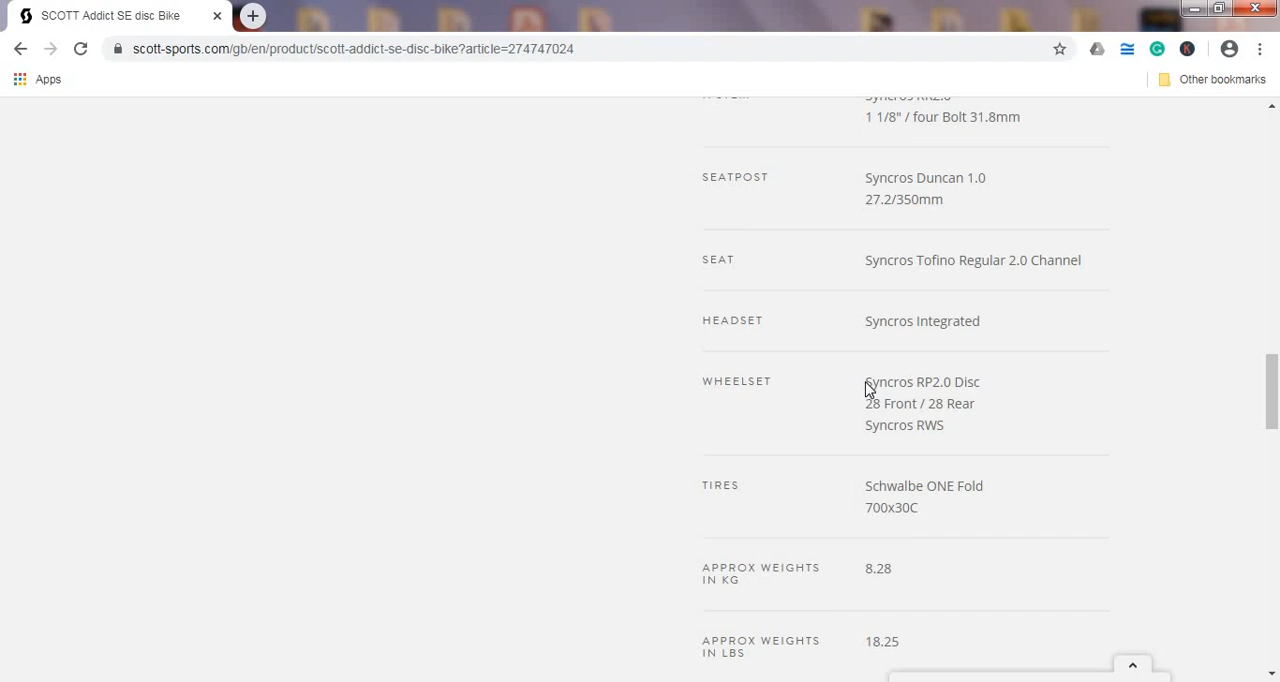 SCOTT Addict SE disc Bike
scott-sports.com/gb/en/product/scott-addict-se-disc-bike?article=274747024
Apps
Other bookmarks
1 1/8" / four Bolt 31.8mm
SEATPOST
Syncros Duncan 1.0
27.2/350mm
SEAT
Syncros Tofino Regular 2.0 Channel
HEADSET
Syncros Integrated
WHEELSET
Syncros RP2.0 Disc
28 Front / 28 Rear
Syncros RWS
TIRES
Schwalbe ONE Fold
700x30C
APPROX WEIGHTS
IN KG
8.28
APPROX WEIGHTS
IN LBS
18.25